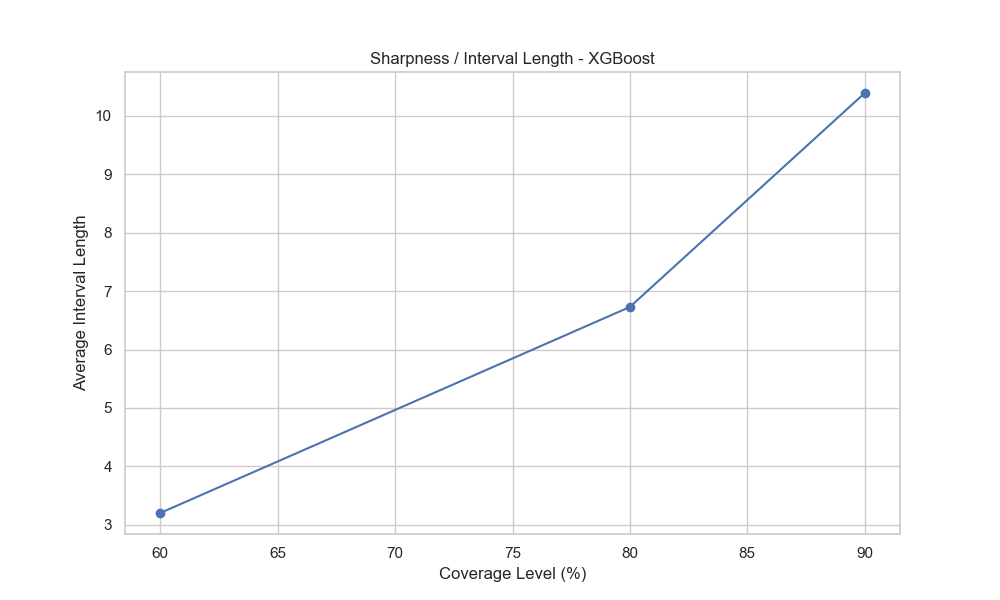 Sharpness / Interval Length - XGBoost
10
9
8
7
6
5
4
3
Average Interval Length
60 65 70 75 80 85 90
Coverage Level (%)